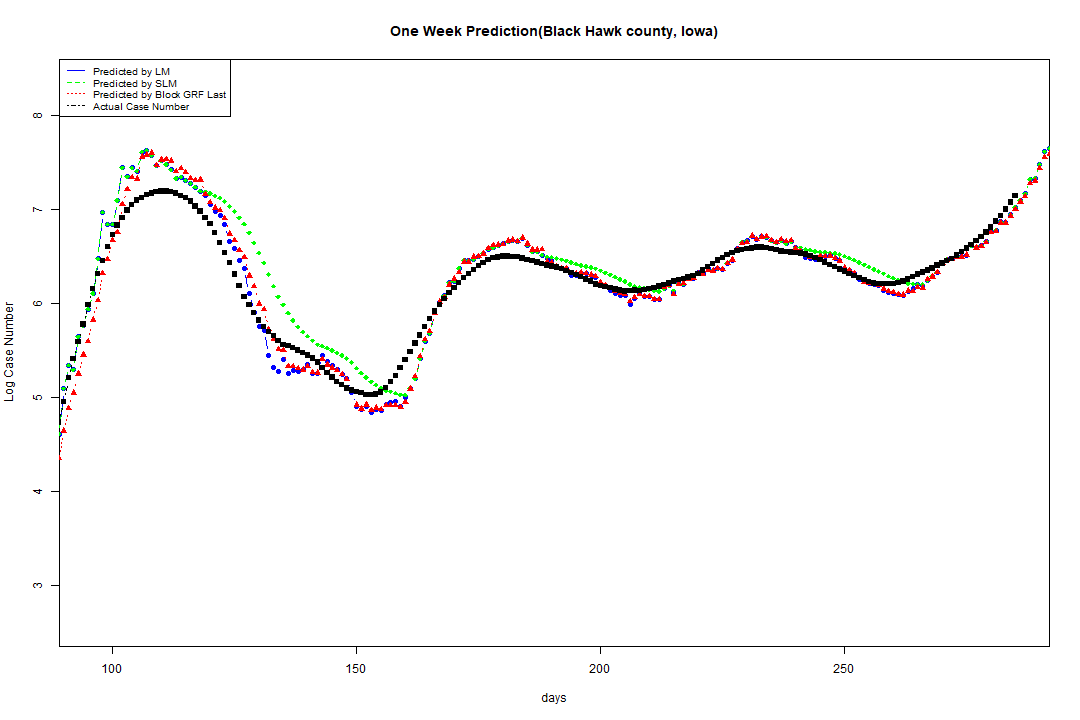 One Week Prediction(Black Hawk county, Iowa)
Predicted by LM
Predicted by SLM
Predicted by Block GRF Last
Actual Case Number
8
7
6
5
4
3
Log Case Number
100 150 200 250
days